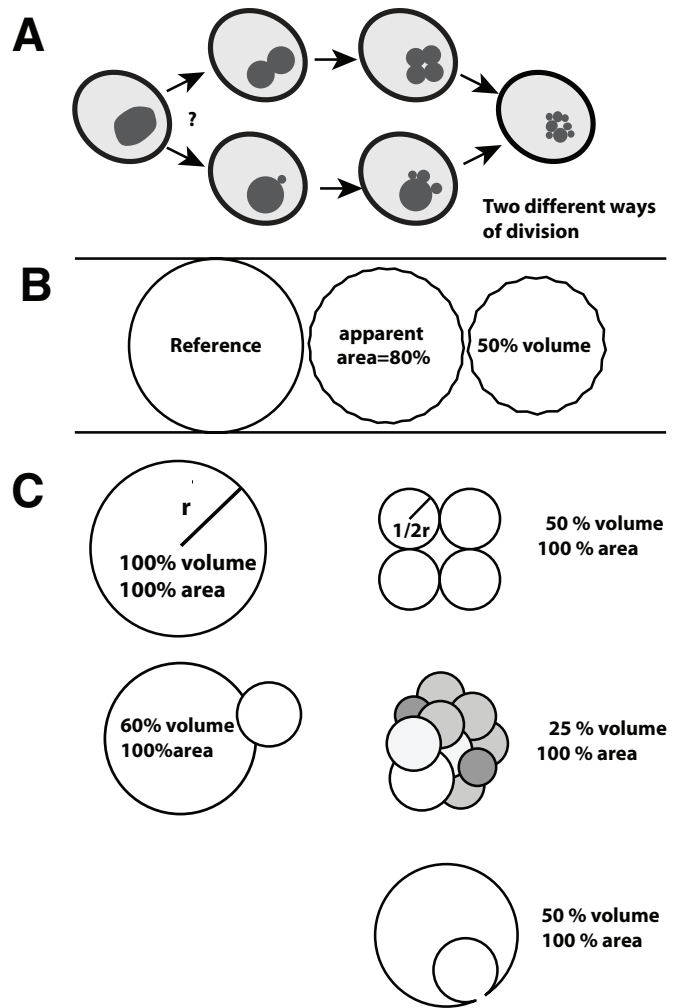 A
?
Two different ways
of division
B
Reference
apparent
area=80%
50% volume
C
r
100% volume
100% area
1/2r
50 % volume
100 % area
60% volume
100%area
25 % volume
100 % area
50 % volume
100 % area